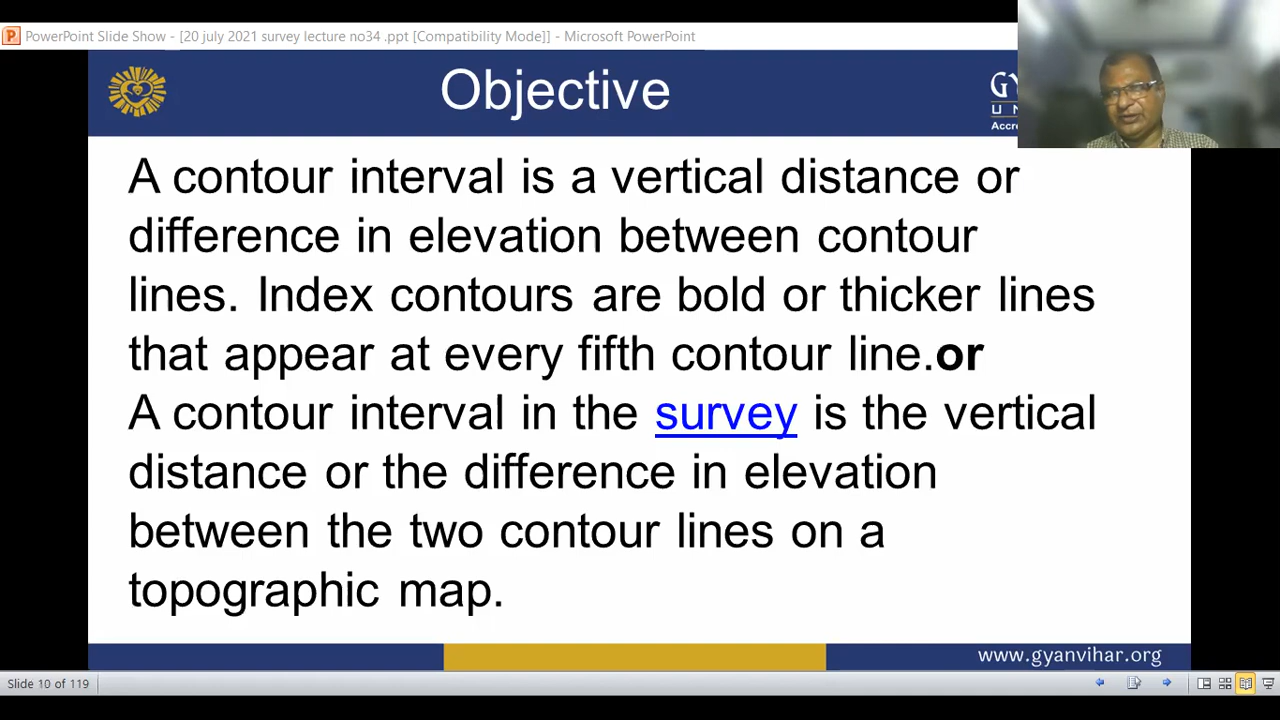 PowerPoint Slide Show - [20 july 2021 survey lecture no34 .ppt [Compatibility Mode]] - Microsoft PowerPoint
Objective
A contour interval is a vertical distance or
difference in elevation between contour
lines. Index contours are bold or thicker lines
that appear at every fifth contour line.or
A contour interval in the survey is the vertical
distance or the difference in elevation
between the two contour lines on a
topographic map.
www.gyanvihar.org
Slide 10 of 119